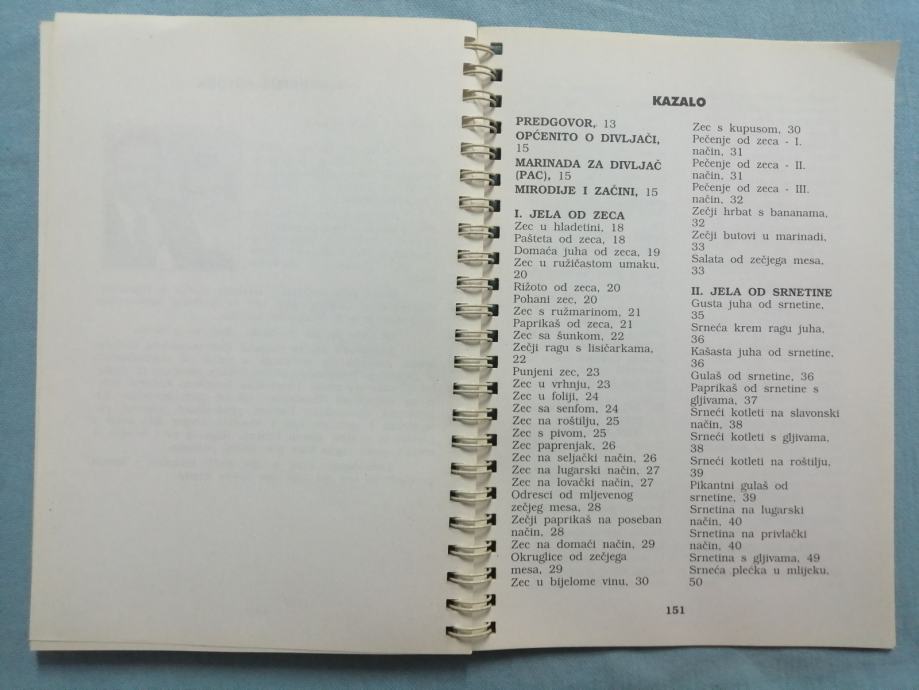 KAZALO
PREDGOVOR, 13
OPĆENITO O DIVLJAČI,
15
MARINADA ZA DIVLJAČ
(PAC), 15
MIRODIJE I ZAČINI, 15
I. JELA OD ZECA
Zec u hladetini, 18
Pašteta od zeca, 18
Domaća juha od zeca, 19
Zec u ružičastom umaku,
20
Rižoto od zeca, 20
Pohani zec, 20
Zec s ružmarinom, 21
Paprikaš od zeca, 21
Zec sa šunkom, 22
Zečji ragu s lisičarkama,
22
Punjeni zec, 23
Zec u vrhnju, 23
Zec u foliji, 24
Zec sa senfom, 24
Zec na roštilju, 25
Zec s pivom, 25
Zec paprenjak, 26
Zec na seljački način, 26
Zec na lugarski način, 27
Zec na lovački način, 27
Odresci od mljevenog
zečjeg mesa, 28
Zečji paprikaš na poseban
način, 28
Zec na domaći način, 29
Okruglice od zečjega
mesa, 29
Zec u bijelome vinu, 30
Zec s kupusom, 30
Pečenje od zeca - I.
način, 31
Pečenje od zeca - II.
način, 31
Pečenje od zeca - III.
način, 32
Zečji hrbat s bananama,
32
Zečji butovi u marinadi,
33
Salata od zečjega mesa,
33
II. JELA OD SRNETINE
Gusta juha od srnetine,
35
Srneća krem ragu juha,
36
Kašasta juha od srnetine,
36
Gulaš od srnetine, 36
Paprikaš od srnetine s
gljivama, 37
Srneći kotleti na slavonski
način, 38
Srneći kotleti s gljivama,
38
Srneći kotleti na roštilju,
39
Pikantni gulaš od
srnetine, 39
Srnetina na lugarski
način, 40
Srnetina na privlački
način, 40
Srnetina s gljivama, 49
Srneća plećka u mlijeku,
50
151